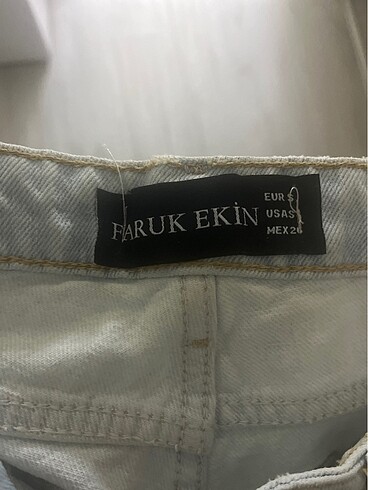 FARUK EKİN
EUR S
USA S
MEX 26